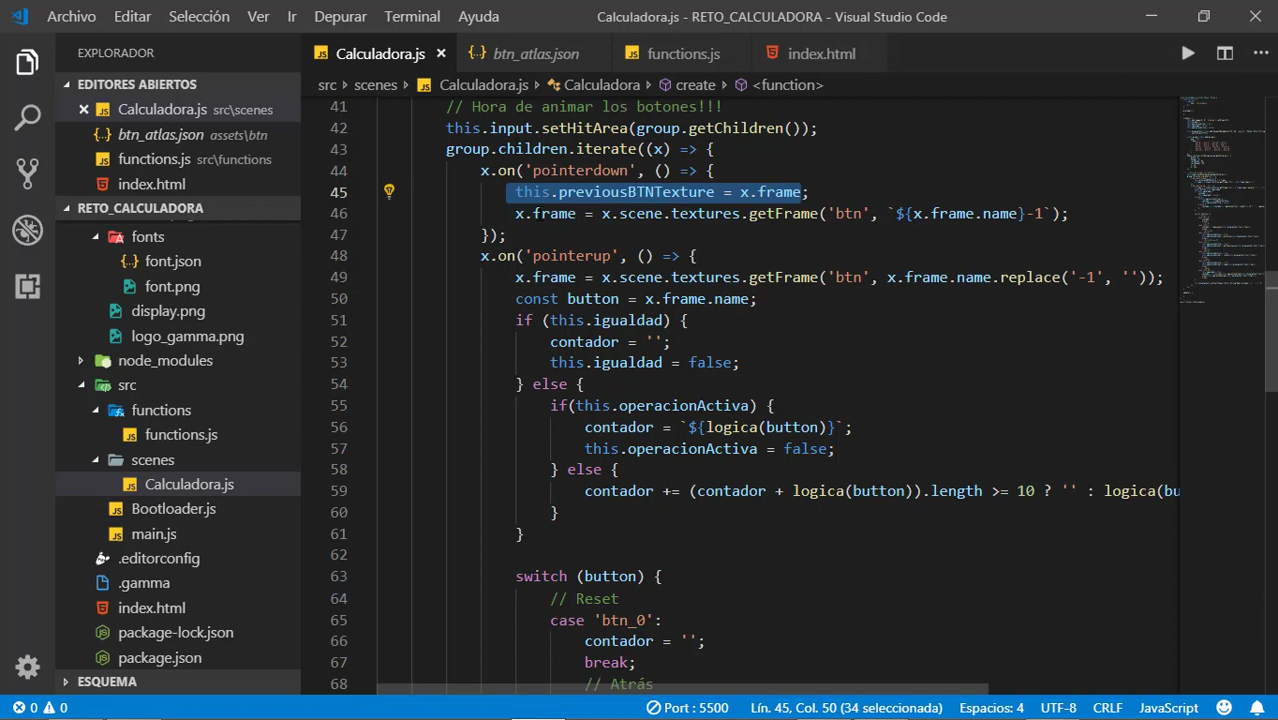 Archivo Editar Selección Ver Ir Depurar Terminal Ayuda Calculadora.js - RETO_CALCULADORA - Visual Studio Code
EXPLORADOR
EDITORES ABIERTOS
Calculadora.js src\scenes
btn_atlas.json assets\btn
functions.js src\functions
index.html
RETO_CALCULADORA
fonts
font.json
font.png
display.png
logo_gamma.png
node_modules
src
functions
functions.js
scenes
Calculadora.js
Bootloader.js
main.js
.editorconfig
.gamma
index.html
package-lock.json
package.json
ESQUEMA
Calculadora.js btn_atlas.json functions.js index.html
src scenes Calculadora.js Calculadora create <function>
41 // Hora de animar los botones!!!
42 this.input.setHitArea(group.getChildren());
43 group.children.iterate((x) => {
44 x.on('pointerdown', () => {
45 this.previousBTNTexture = x.frame;
46 x.frame = x.scene.textures.getFrame('btn', `${x.frame.name}-1`);
47 });
48 x.on('pointerup', () => {
49 x.frame = x.scene.textures.getFrame('btn', x.frame.name.replace('-1', ''));
50 const button = x.frame.name;
51 if (this.igualdad) {
52 contador = '';
53 this.igualdad = false;
54 } else {
55 if(this.operacionActiva) {
56 contador = `${logica(button)}`;
57 this.operacionActiva = false;
58 } else {
59 contador += (contador + logica(button)).length >= 10 ? '' : logica(bu
60 }
61 }
62
63 switch (button) {
64 // Reset
65 case 'btn_0':
66 contador = '';
67 break;
68 // Atrás
0 0 Port : 5500 Lín. 45, Col. 50 (34 seleccionada) Espacios: 4 UTF-8 CRLF JavaScript